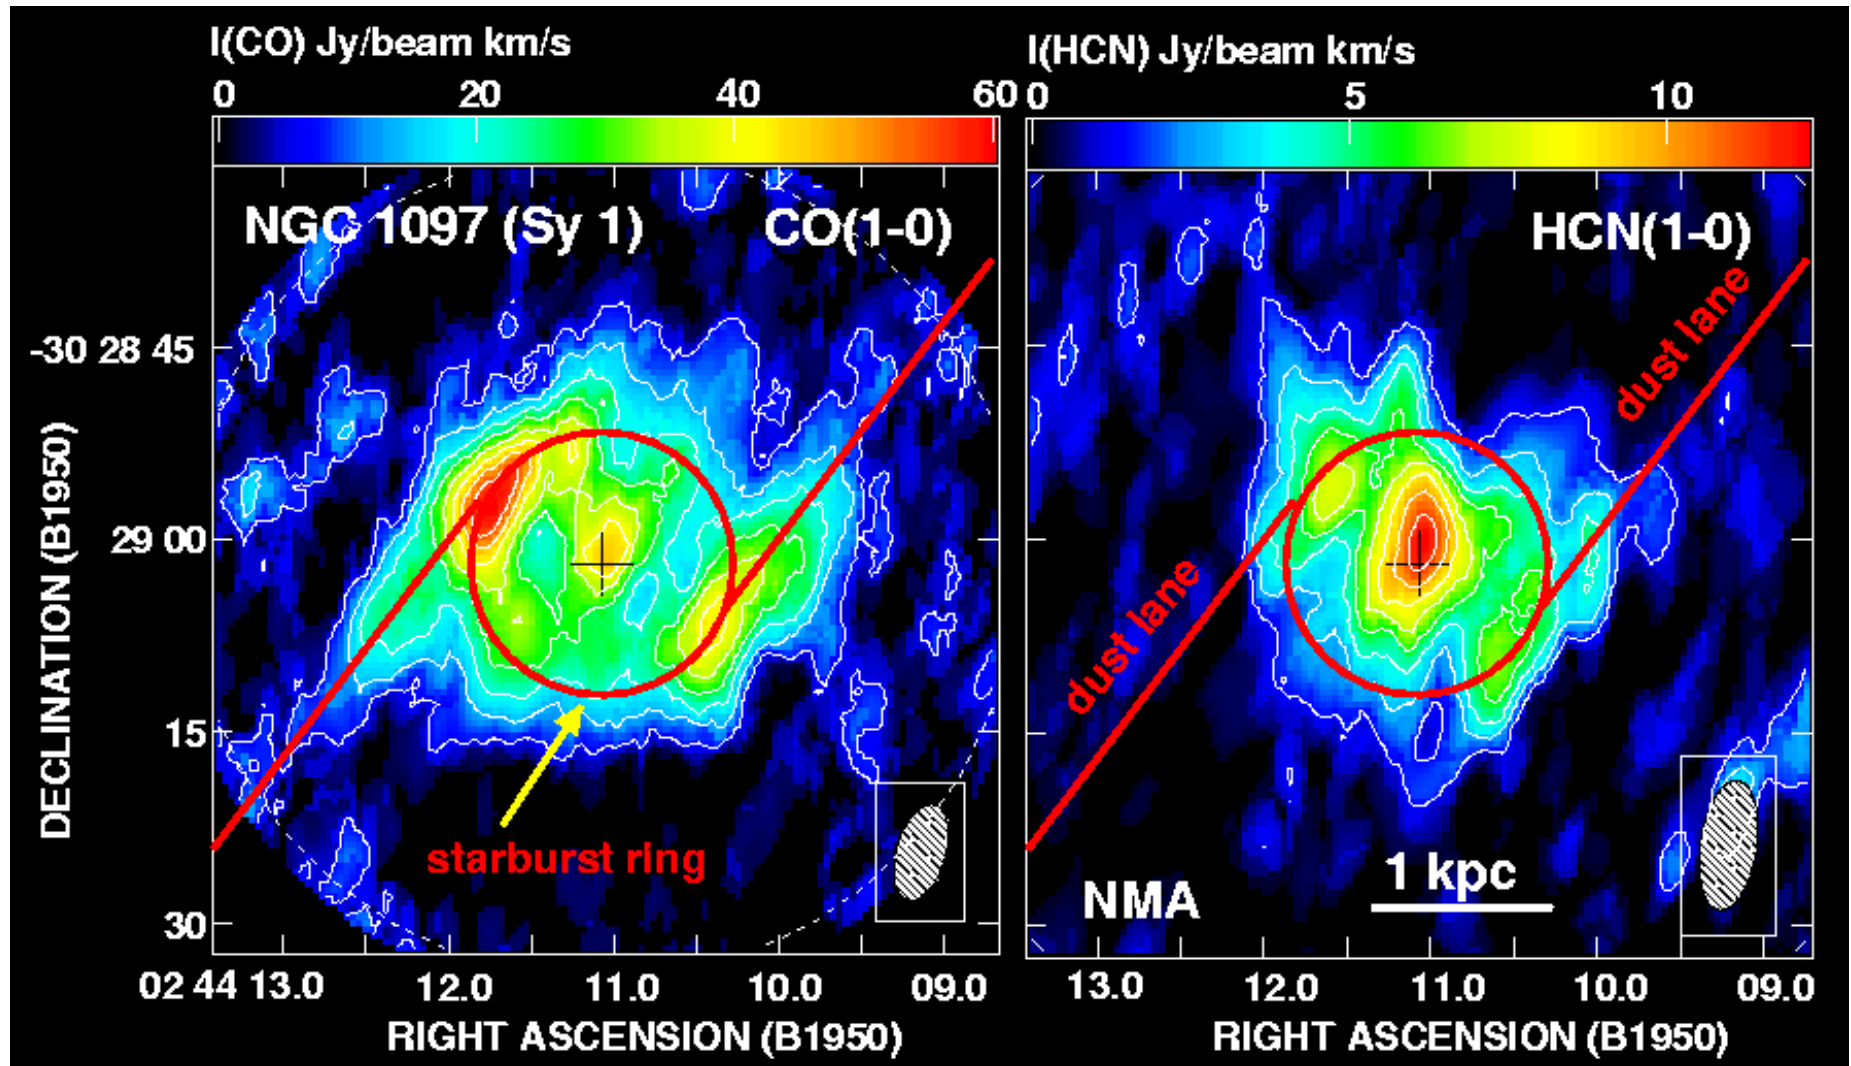 I(CO) Jy/beam km/s
0 20 40 60
NGC 1097 (Sy 1)
CO(1-0)
-30 28 45
29 00
15
30
DECLINATION (B1950)
starburst ring
02 44 13.0 12.0 11.0 10.0 09.0
RIGHT ASCENSION (B1950)
I(HCN) Jy/beam km/s
0 5 10
HCN(1-0)
dust lane
dust lane
1 kpc
NMA
13.0 12.0 11.0 10.0 09.0
RIGHT ASCENSION (B1950)